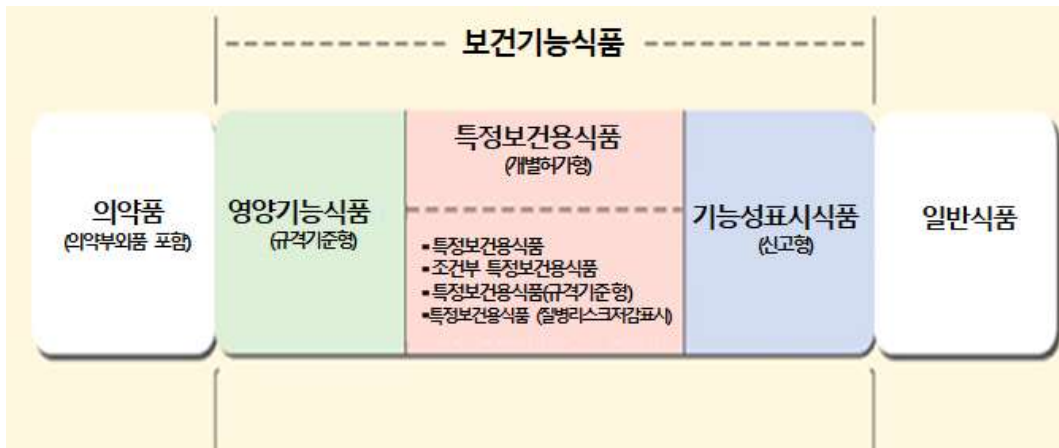 보건기능식품
의약품
(의약부외품 포함)
영양기능식품
(규격기준형)
특정보건용식품
(개별허가형)
▪특정보건용식품
▪조건부 특정보건용식품
▪특정보건용식품(규격기준형)
▪특정보건용식품 (질병리스크저감표시)
기능성표시식품
(신고형)
일반식품